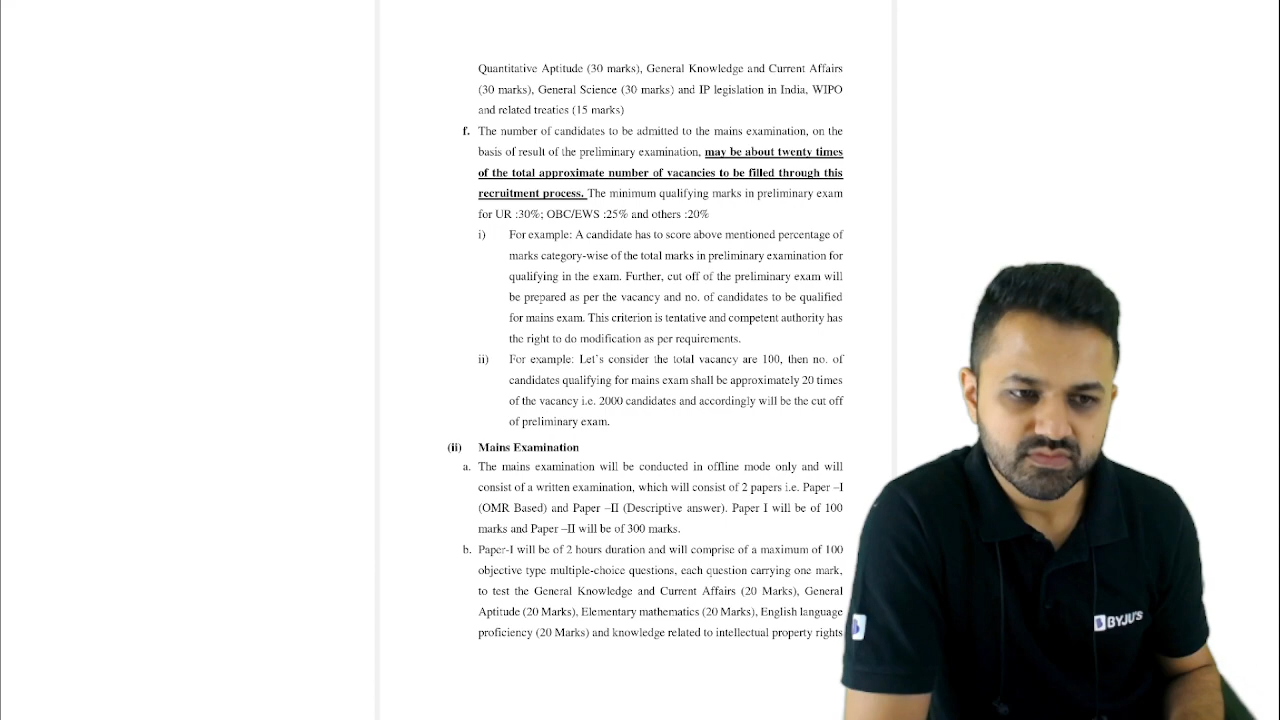 Quantitative Aptitude (30 marks), General Knowledge and Current Affairs
(30 marks), General Science (30 marks) and IP legislation in India, WIPO
and related treaties (15 marks)
f. The number of candidates to be admitted to the mains examination, on the
basis of result of the preliminary examination, may be about twenty times
of the total approximate number of vacancies to be filled through this
recruitment process. The minimum qualifying marks in preliminary exam
for UR :30%; OBC/EWS :25% and others :20%
i) For example: A candidate has to score above mentioned percentage of
marks category-wise of the total marks in preliminary examination for
qualifying in the exam. Further, cut off of the preliminary exam will
be prepared as per the vacancy and no. of candidates to be qualified
for mains exam. This criterion is tentative and competent authority has
the right to do modification as per requirements.
ii) For example: Let's consider the total vacancy are 100, then no. of
candidates qualifying for mains exam shall be approximately 20 times
of the vacancy i.e. 2000 candidates and accordingly will be the cut off
of preliminary exam.
(ii) Mains Examination
a. The mains examination will be conducted in offline mode only and will
consist of a written examination, which will consist of 2 papers i.e. Paper –I
(OMR Based) and Paper –II (Descriptive answer). Paper I will be of 100
marks and Paper –II will be of 300 marks.
b. Paper-I will be of 2 hours duration and will comprise of a maximum of 100
objective type multiple-choice questions, each question carrying one mark,
to test the General Knowledge and Current Affairs (20 Marks), General
Aptitude (20 Marks), Elementary mathematics (20 Marks), English language
proficiency (20 Marks) and knowledge related to intellectual property rights
BYJU'S